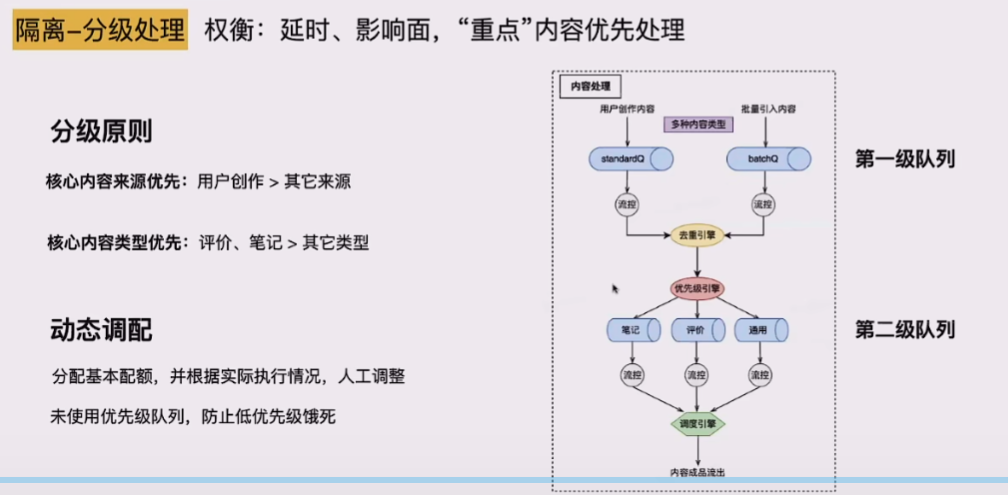 隔离-分级处理 权衡：延时、影响面，“重点”内容优先处理
分级原则
核心内容来源优先：用户创作 > 其它来源
核心内容类型优先：评价、笔记 > 其它类型
动态调配
分配基本配额，并根据实际执行情况，人工调整
未使用优先级队列，防止低优先级饿死
内容处理
用户创作内容 批量引入内容
多种内容类型
standardQ batchQ
第一级队列
流控 流控
去重引擎
优先级引擎
笔记 评价 通用
第二级队列
流控 流控 流控
调度引擎
内容成品流出